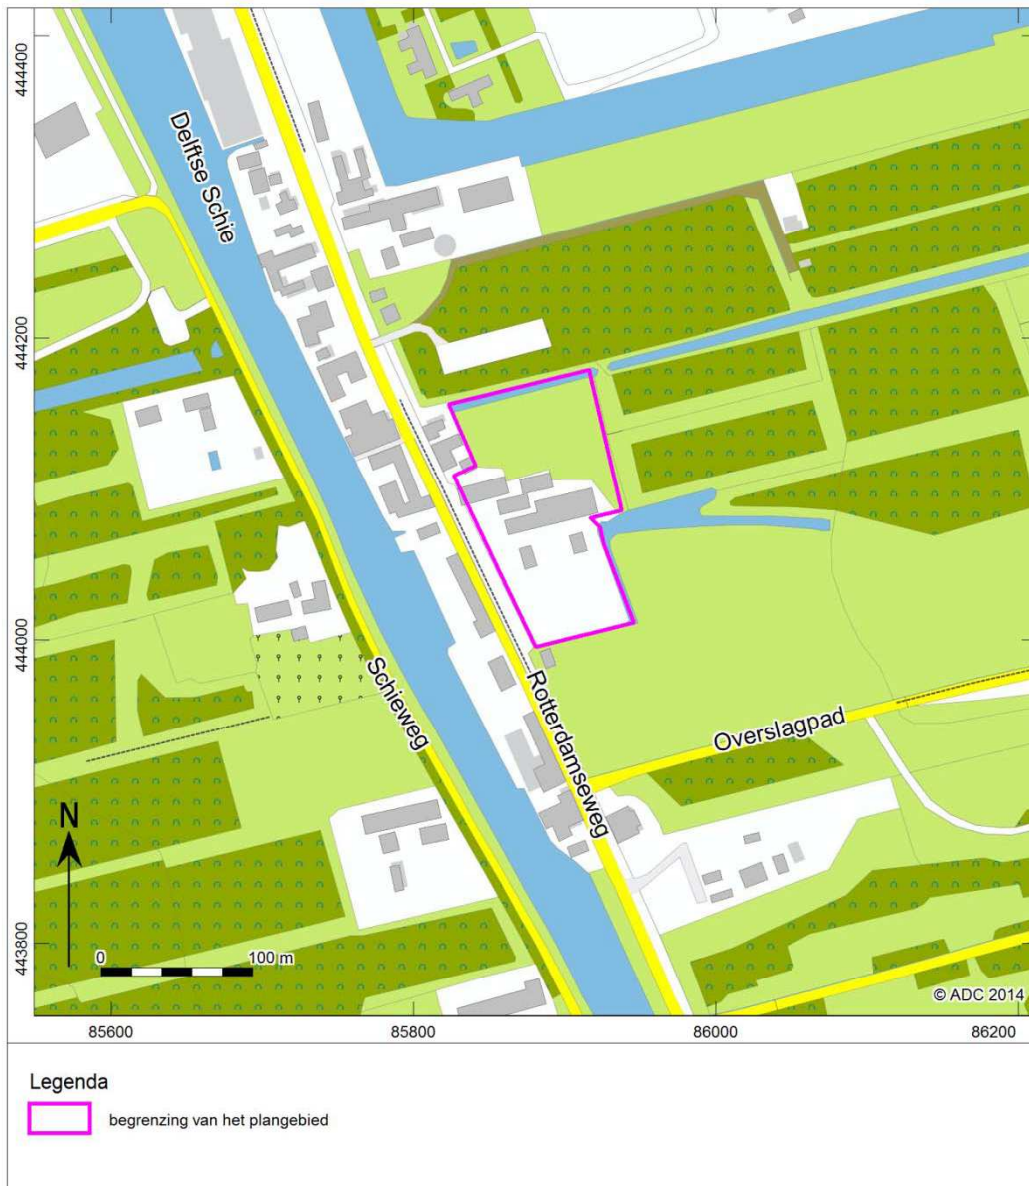 444400
444200
444000
443800
Delftse Schie
Schieweg
Rotterdamseweg
Overslagpad
N
0 100 m
© ADC 2014
85600 85800 86000 86200
Legenda
begrenzing van het plangebied